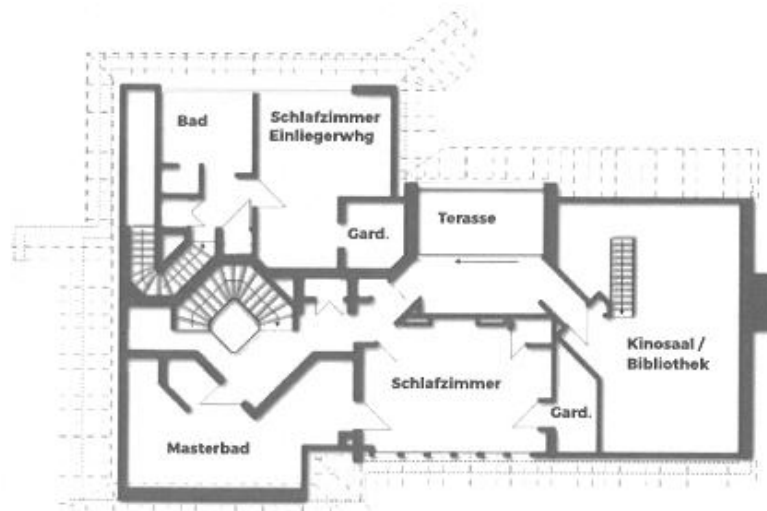 Bad
Schlafzimmer
Einliegerwhg
Gard.
Terasse
Kinosaal /
Bibliothek
Schlafzimmer
Gard.
Masterbad